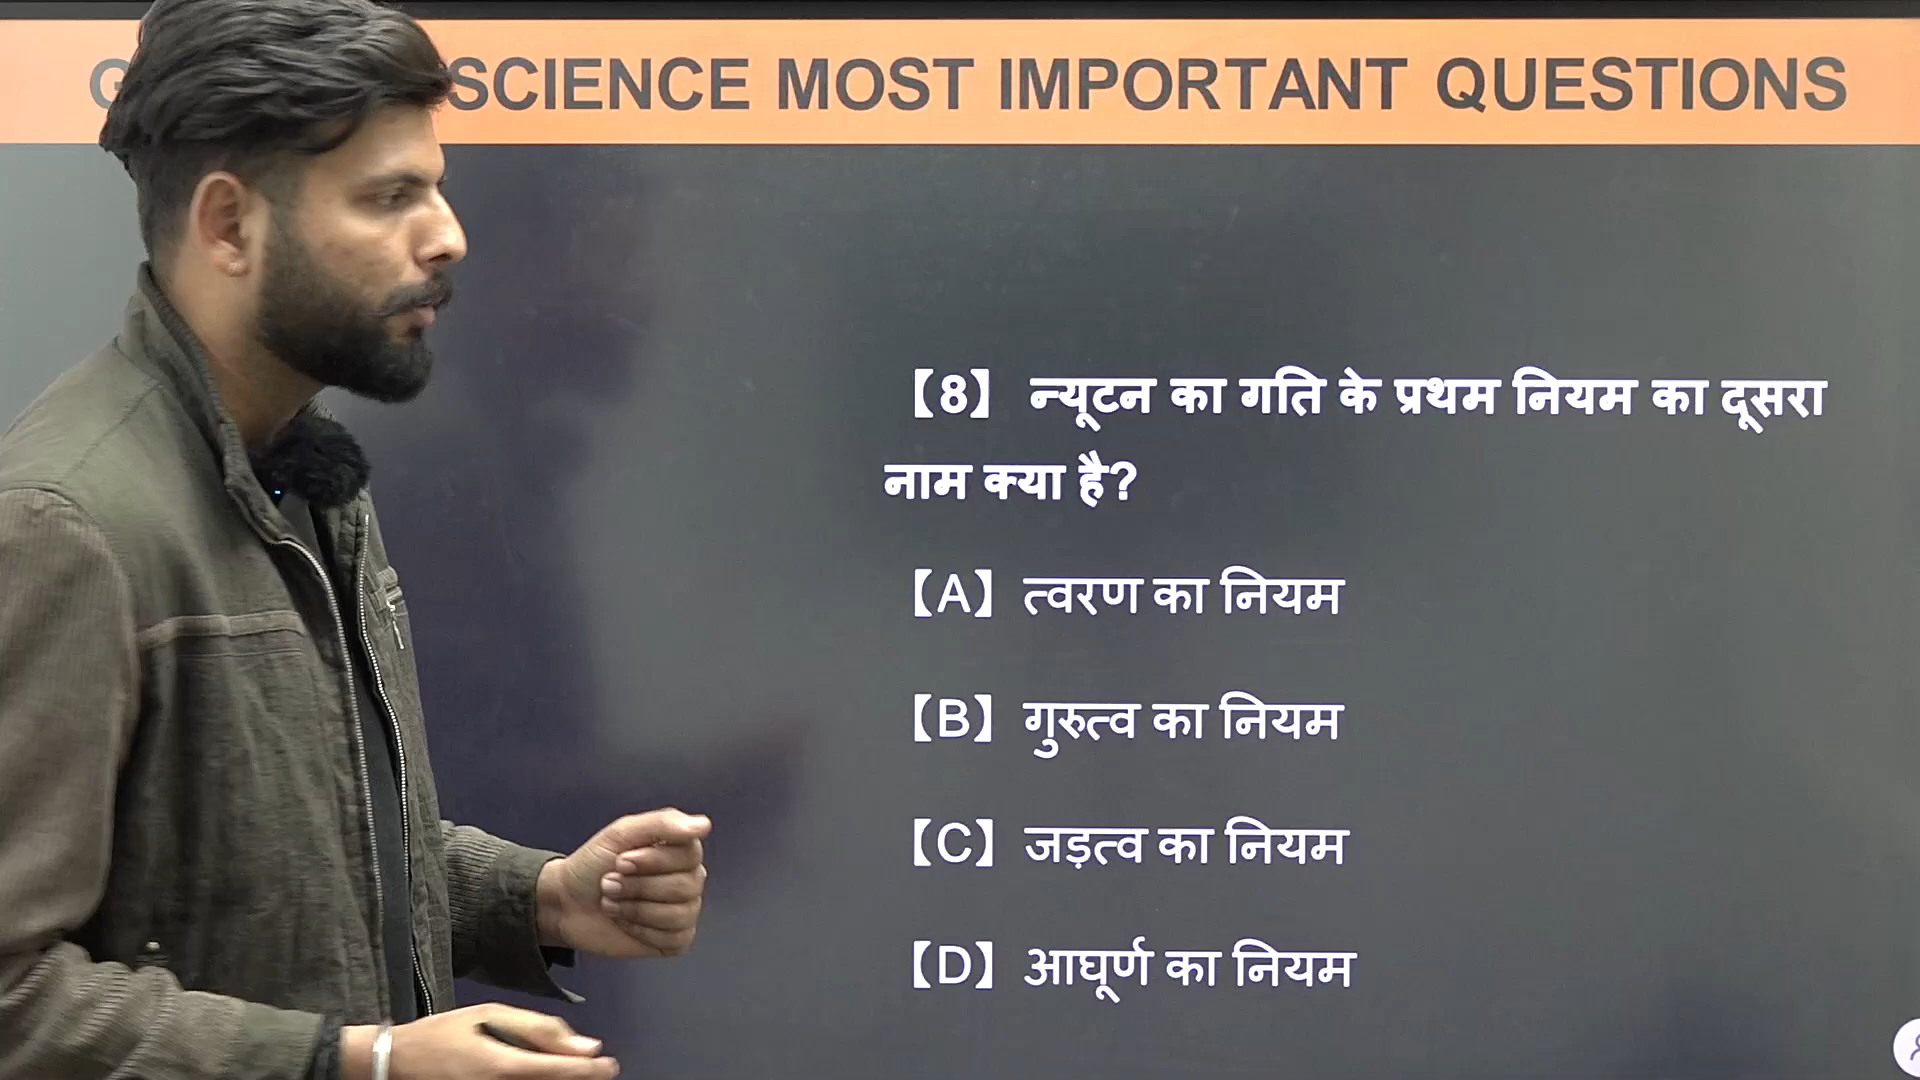 SCIENCE MOST IMPORTANT QUESTIONS
【8】 न्यूटन का गति के प्रथम नियम का दूसरा
नाम क्या है?
【A】 त्वरण का नियम
【B】 गुरुत्व का नियम
【C】 जड़त्व का नियम
【D】 आघूर्ण का नियम